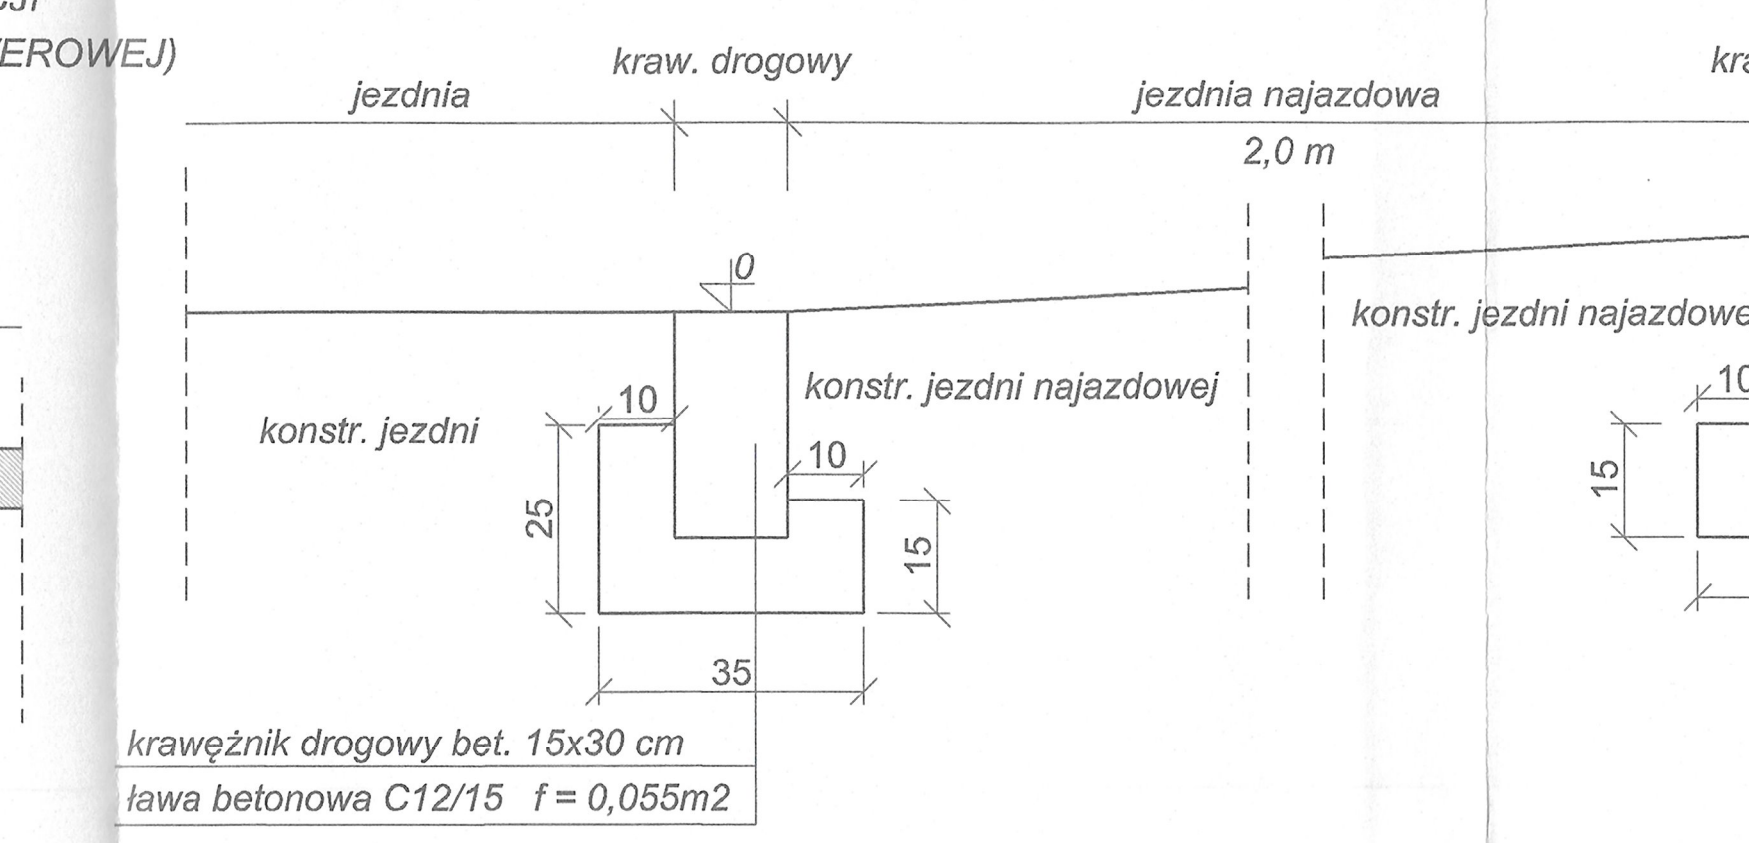 EROWEJ)
kraw. drogowy
jezdnia
jezdnia najazdowa
2,0 m
0
konstr. jezdni najazdowe
10
konstr. jezdni najazdowej
10
konstr. jezdni
10
25
15
15
35
krawężnik drogowy bet. 15x30 cm
ława betonowa C12/15 f = 0,055m2